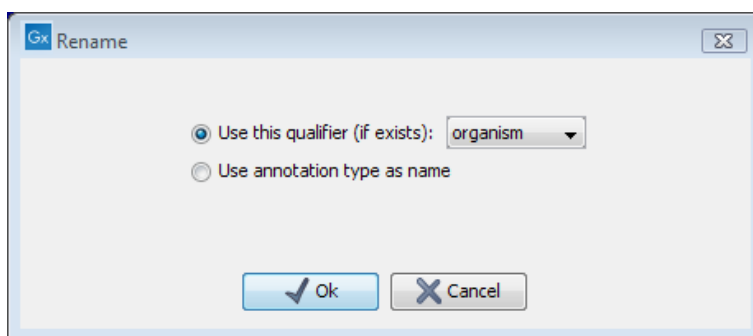 Gx Rename
Use this qualifier (if exists): organism
Use annotation type as name
Ok Cancel